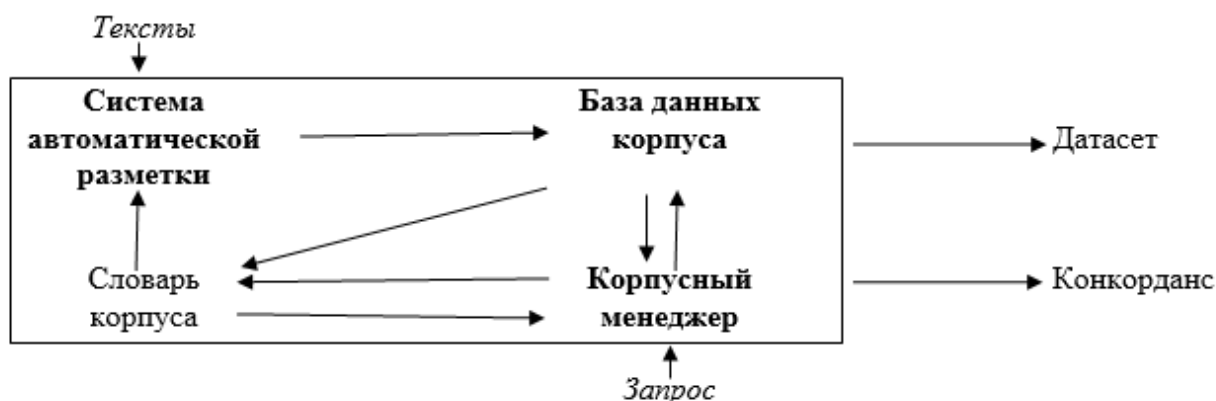 Тексты
Система
автоматической
разметки
База данных
корпуса
Датасет
Словарь
корпуса
Корпусный
менеджер
Конкорданс
Запрос